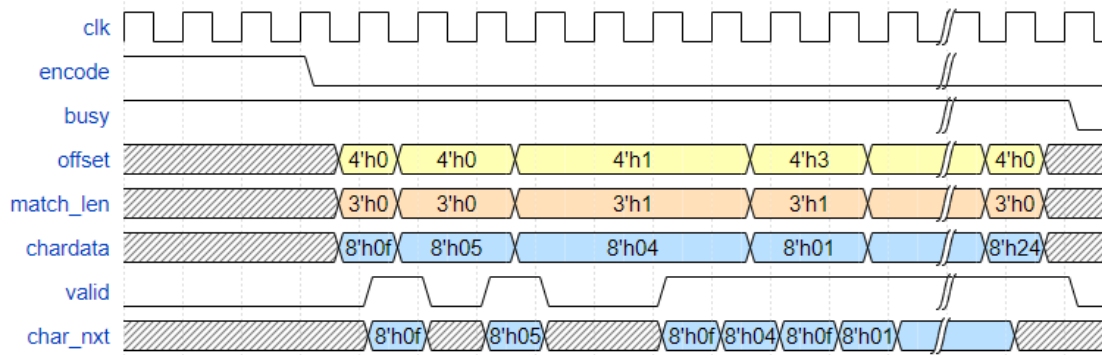 clk
encode
busy
offset 4'h0 4'h0 4'h1 4'h3 4'h0
match_len 3'h0 3'h0 3'h1 3'h1 3'h0
chardata 8'h0f 8'h05 8'h04 8'h01 8'h24
valid
char_nxt 8'h0f 8'h05 8'h0f 8'h04 8'h0f 8'h01